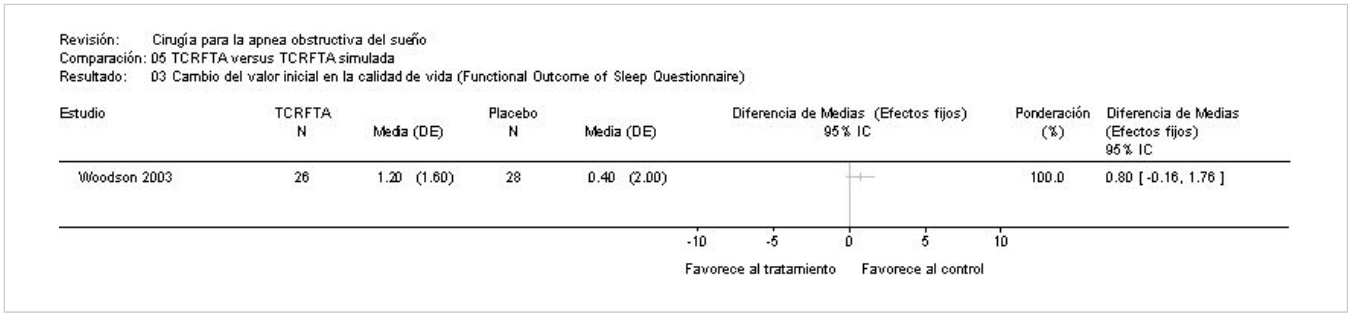 Revisión: Cirugía para la apnea obstructiva del sueño
Comparación: 05 TCRFTA versus TCRFTA simulada
Resultado: 03 Cambio del valor inicial en la calidad de vida (Functional Outcome of Sleep Questionnaire)
Estudio TCRFTA Placebo Diferencia de Medias (Efectos fijos) Ponderación Diferencia de Medias
N Media (DE) N Media (DE) 95% IC (%) (Efectos fijos)
95% IC
Woodson 2003 26 1.20 (1.60) 28 0.40 (2.00) 100.0 0.80 [ -0.16, 1.76 ]
-10 -5 0 5 10
Favorece al tratamiento Favorece al control